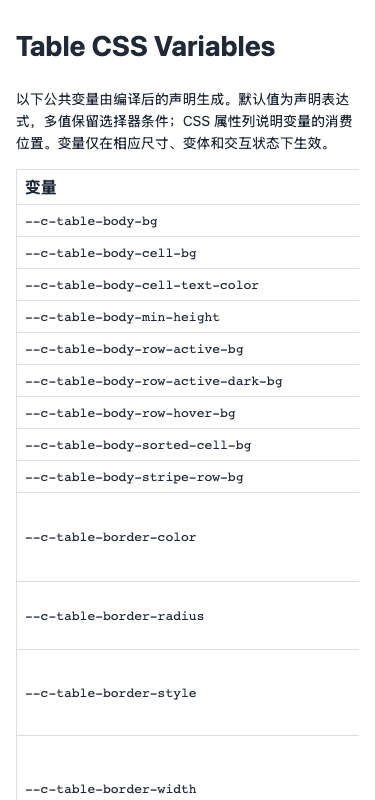 Table CSS Variables
以下公共变量由编译后的声明生成。默认值为声明表达
式，多值保留选择器条件；CSS 属性列说明变量的消费
位置。变量仅在相应尺寸、变体和交互状态下生效。
变量
--c-table-body-bg
--c-table-body-cell-bg
--c-table-body-cell-text-color
--c-table-body-min-height
--c-table-body-row-active-bg
--c-table-body-row-active-dark-bg
--c-table-body-row-hover-bg
--c-table-body-sorted-cell-bg
--c-table-body-stripe-row-bg
--c-table-border-color
--c-table-border-radius
--c-table-border-style
--c-table-border-width